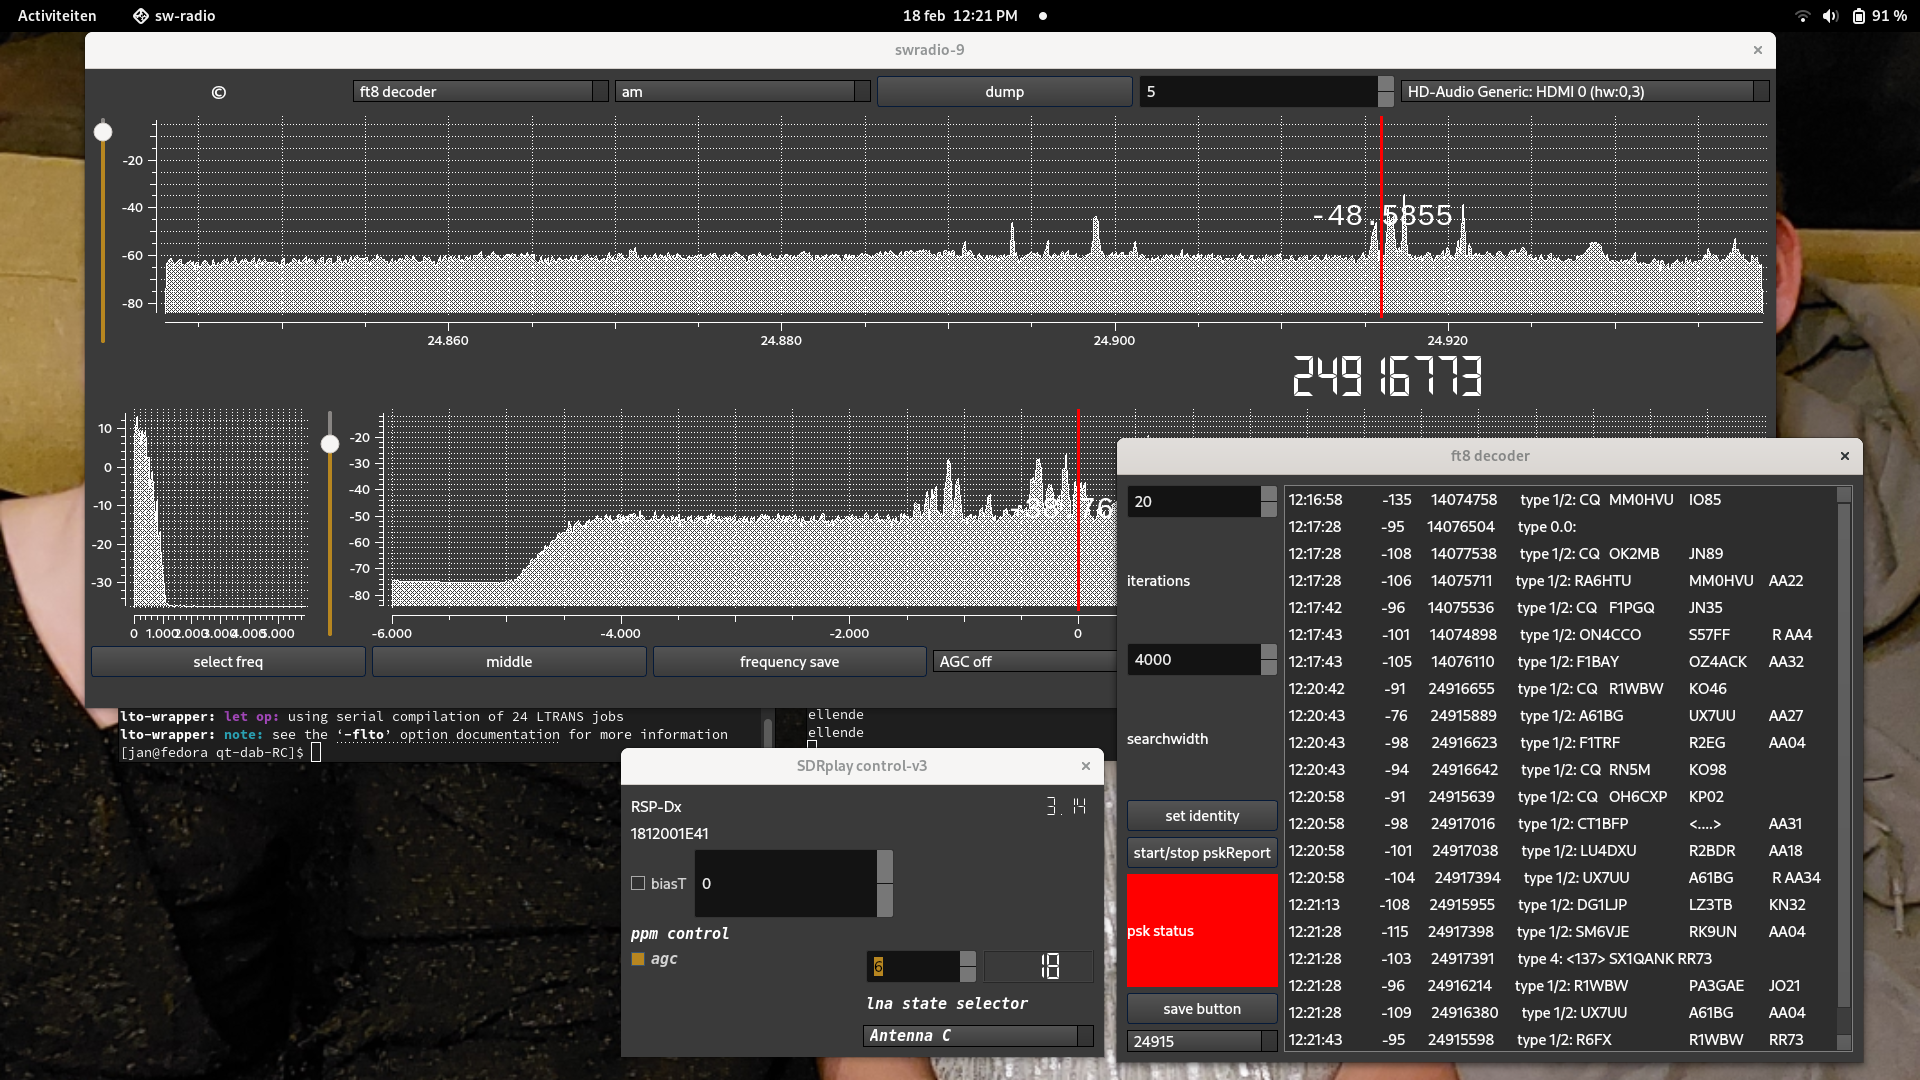 Activiteiten sw-radio 18 feb 12:21 PM 91 %
swradio-9
© ft8 decoder am dump 5 HD-Audio Generic: HDMI 0 (hw:0,3)
-20
-40
-48.5855
-60
-80
24.860 24.880 24.900 24.920
24916773
10
0
-10
-20
-30
0 1.000 2.000 3.000 4.000 5.000
-20
-30
-40
-50
-60
-70
-80
-6.000 -4.000 -2.000 0
select freq middle frequency save AGC off
lto-wrapper: let op: using serial compilation of 24 LTRANS jobs
lto-wrapper: note: see the ‘-flto’ option documentation for more information
[jan@fedora qt-dab-RC]$
ellende
ellende
SDRplay control-v3
RSP-Dx 3.14
1812001E41
biasT 0
ppm control
agc 6 18
lna state selector
Antenna C
ft8 decoder
20
iterations
4000
searchwidth
set identity
start/stop pskReport
psk status
save button
24915
12:16:58 -135 14074758 type 1/2: CQ MM0HVU IO85
12:17:28 -95 14076504 type 0.0:
12:17:28 -108 14077538 type 1/2: CQ OK2MB JN89
12:17:28 -106 14075711 type 1/2: RA6HTU MM0HVU AA22
12:17:42 -96 14075536 type 1/2: CQ F1PGQ JN35
12:17:43 -101 14074898 type 1/2: ON4CCO S57FF R AA4
12:17:43 -105 14076110 type 1/2: F1BAY OZ4ACK AA32
12:20:42 -91 24916655 type 1/2: CQ R1WBW KO46
12:20:43 -76 24915889 type 1/2: A61BG UX7UU AA27
12:20:43 -98 24916623 type 1/2: F1TRF R2EG AA04
12:20:43 -94 24916642 type 1/2: CQ RN5M KO98
12:20:58 -91 24915639 type 1/2: CQ OH6CXP KP02
12:20:58 -98 24917016 type 1/2: CT1BFP <....> AA31
12:20:58 -101 24917038 type 1/2: LU4DXU R2BDR AA18
12:20:58 -104 24917394 type 1/2: UX7UU A61BG R AA34
12:21:13 -108 24915955 type 1/2: DG1LJP LZ3TB KN32
12:21:28 -115 24917398 type 1/2: SM6VJE RK9UN AA04
12:21:28 -103 24917391 type 4: <137> SX1QANK RR73
12:21:28 -96 24916214 type 1/2: R1WBW PA3GAE JO21
12:21:28 -109 24916380 type 1/2: UX7UU A61BG AA04
12:21:43 -95 24915598 type 1/2: R6FX R1WBW RR73